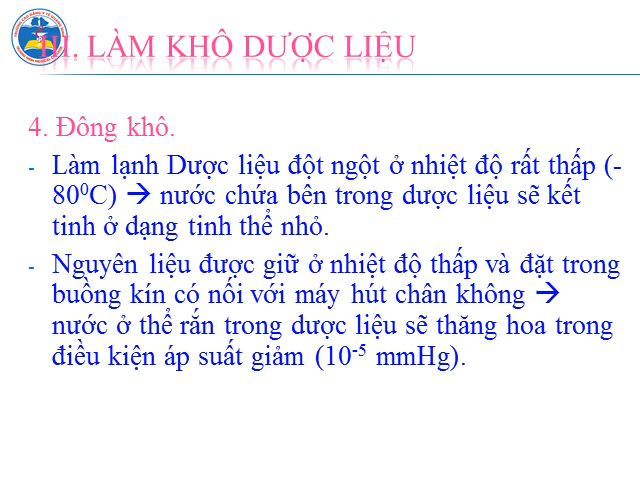 III. LÀM KHÔ DƯỢC LIỆU
4. Đông khô.
- Làm lạnh Dược liệu đột ngột ở nhiệt độ rất thấp (-
80⁰C) → nước chứa bên trong dược liệu sẽ kết
tinh ở dạng tinh thể nhỏ.
- Nguyên liệu được giữ ở nhiệt độ thấp và đặt trong
buồng kín có nối với máy hút chân không →
nước ở thể rắn trong dược liệu sẽ thăng hoa trong
điều kiện áp suất giảm (10⁻⁵ mmHg).